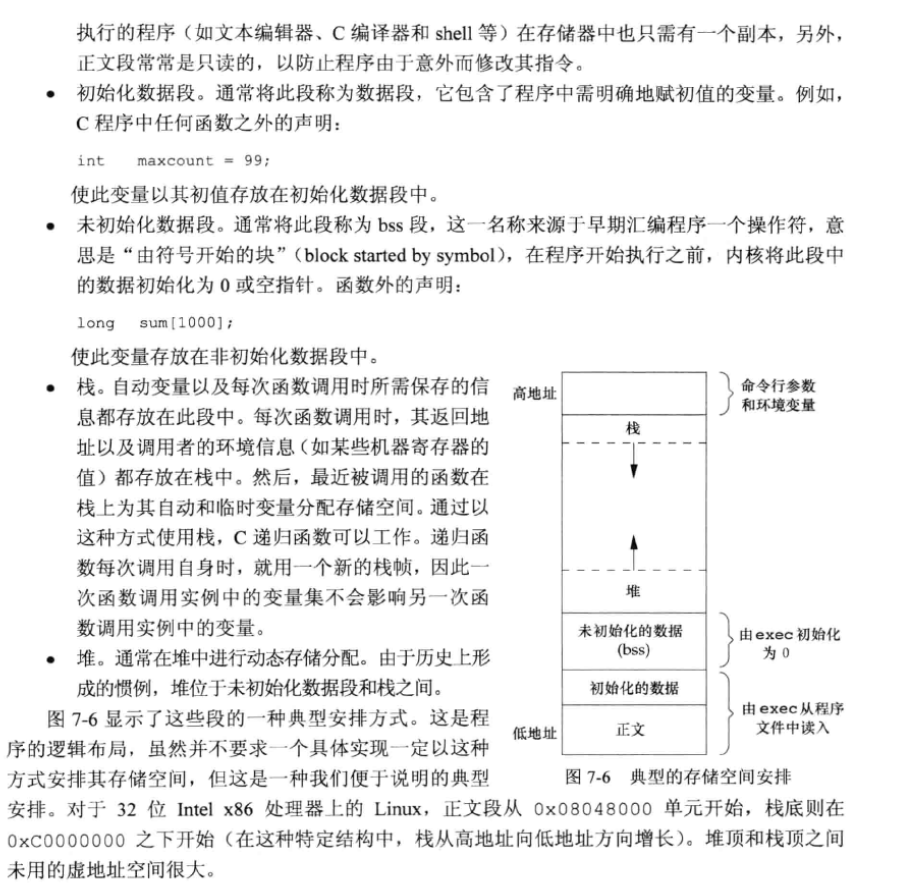 执行的程序（如文本编辑器、C 编译器和 shell 等）在存储器中也只需有一个副本，另外，
正文段常常是只读的，以防止程序由于意外而修改其指令。
• 初始化数据段。通常将此段称为数据段，它包含了程序中需明确地赋初值的变量。例如，
C 程序中任何函数之外的声明：
int maxcount = 99;
使此变量以其初值存放在初始化数据段中。
• 未初始化数据段。通常将此段称为 bss 段，这一名称来源于早期汇编程序一个操作符，意
思是“由符号开始的块”（block started by symbol），在程序开始执行之前，内核将此段中
的数据初始化为 0 或空指针。函数外的声明：
long sum[1000];
使此变量存放在非初始化数据段中。
• 栈。自动变量以及每次函数调用时所需保存的信
息都存放在此段中。每次函数调用时，其返回地
址以及调用者的环境信息（如某些机器寄存器的
值）都存放在栈中。然后，最近被调用的函数在
栈上为其自动和临时变量分配存储空间。通过以
这种方式使用栈，C 递归函数可以工作。递归函
数每次调用自身时，就用一个新的栈帧，因此一
次函数调用实例中的变量集不会影响另一次函
数调用实例中的变量。
• 堆。通常在堆中进行动态存储分配。由于历史上形
成的惯例，堆位于未初始化数据段和栈之间。
图 7-6 显示了这些段的一种典型安排方式。这是程
序的逻辑布局，虽然并不要求一个具体实现一定以这种
方式安排其存储空间，但这是一种我们便于说明的典型
高地址
命令行参数
和环境变量
栈
堆
未初始化的数据
(bss)
由exec初始化
为 0
初始化的数据
由exec从程序
文件中读入
低地址
正文
图 7-6 典型的存储空间安排
安排。对于 32 位 Intel x86 处理器上的 Linux，正文段从 0x08048000 单元开始，栈底则在
0xC0000000 之下开始（在这种特定结构中，栈从高地址向低地址方向增长）。堆顶和栈顶之间
未用的虚地址空间很大。